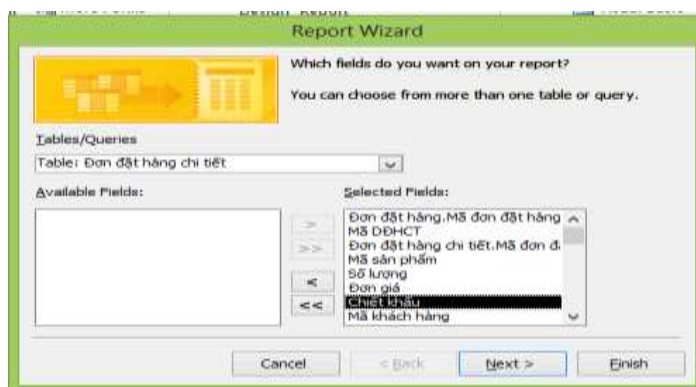 Design Report
Report Wizard
Which fields do you want on your report?
You can choose from more than one table or query.
Tables/Queries
Table: Đơn đặt hàng chi tiết
Available Fields:
Selected Fields:
Đơn đặt hàng.Mã đơn đặt hàng
Mã DĐHCT
Đơn đặt hàng chi tiết.Mã đơn đ
Mã sản phẩm
Số lượng
Đơn giá
Chiết khấu
Mã khách hàng
>
>>
<
<<
Cancel
< Back
Next >
Finish